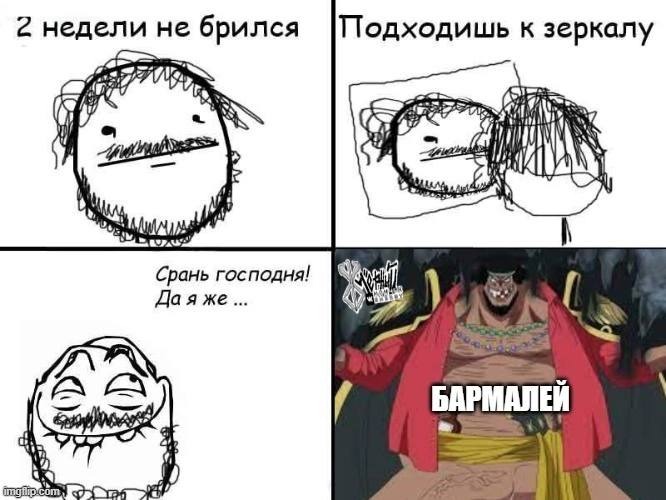 2 недели не брился
Подходишь к зеркалу
Срань господня!
Да я же ...
БАРМАЛЕЙ
imgflip.com